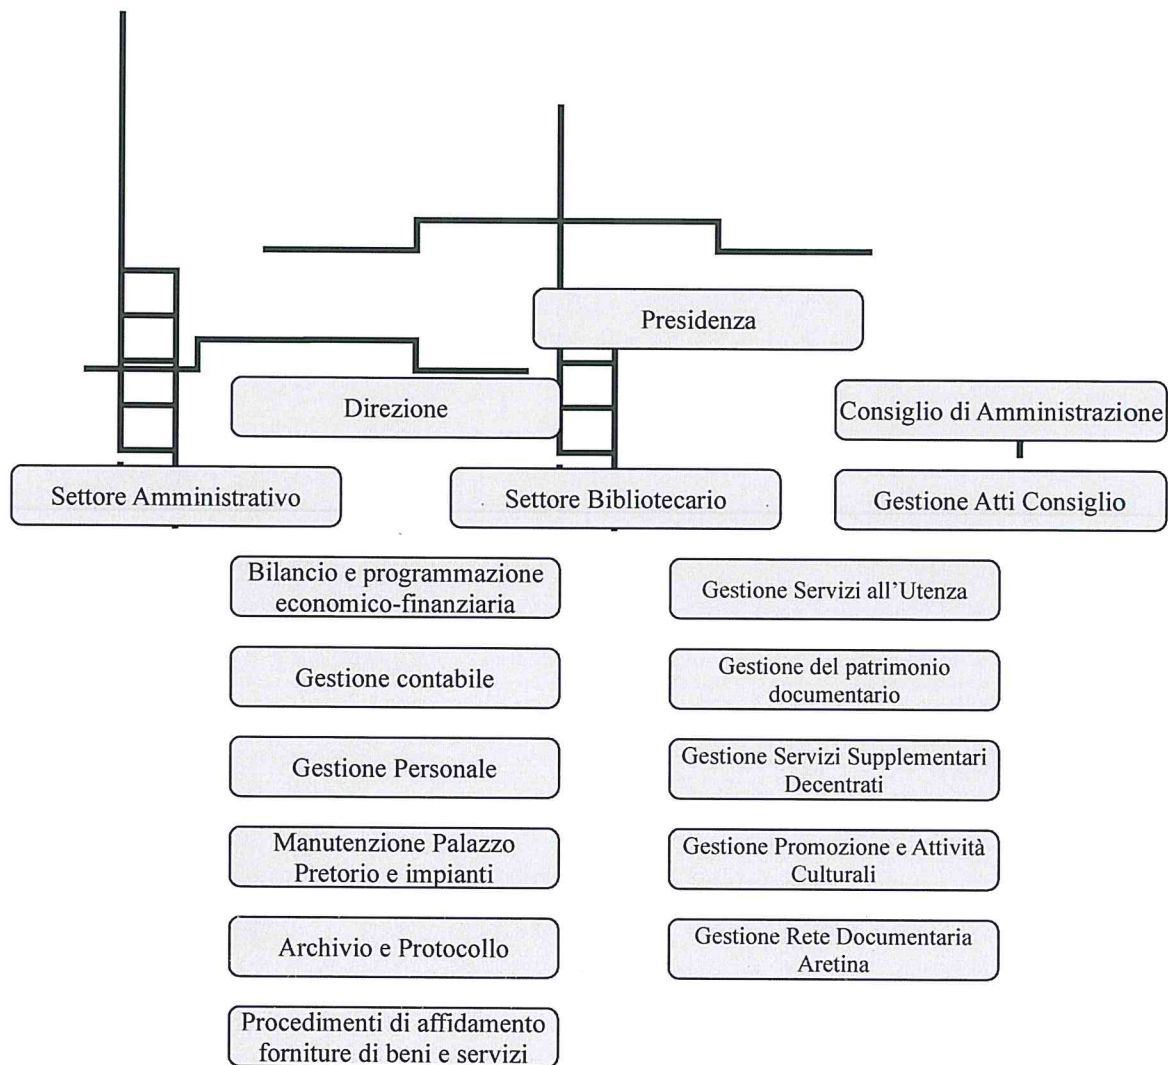 Presidenza
Direzione
Consiglio di Amministrazione
Settore Amministrativo
Settore Bibliotecario
Gestione Atti Consiglio
Bilancio e programmazione
economico-finanziaria
Gestione Servizi all'Utenza
Gestione contabile
Gestione del patrimonio
documentario
Gestione Personale
Gestione Servizi Supplementari
Decentrati
Manutenzione Palazzo
Pretorio e impianti
Gestione Promozione e Attività
Culturali
Archivio e Protocollo
Gestione Rete Documentaria
Aretina
Procedimenti di affidamento
forniture di beni e servizi